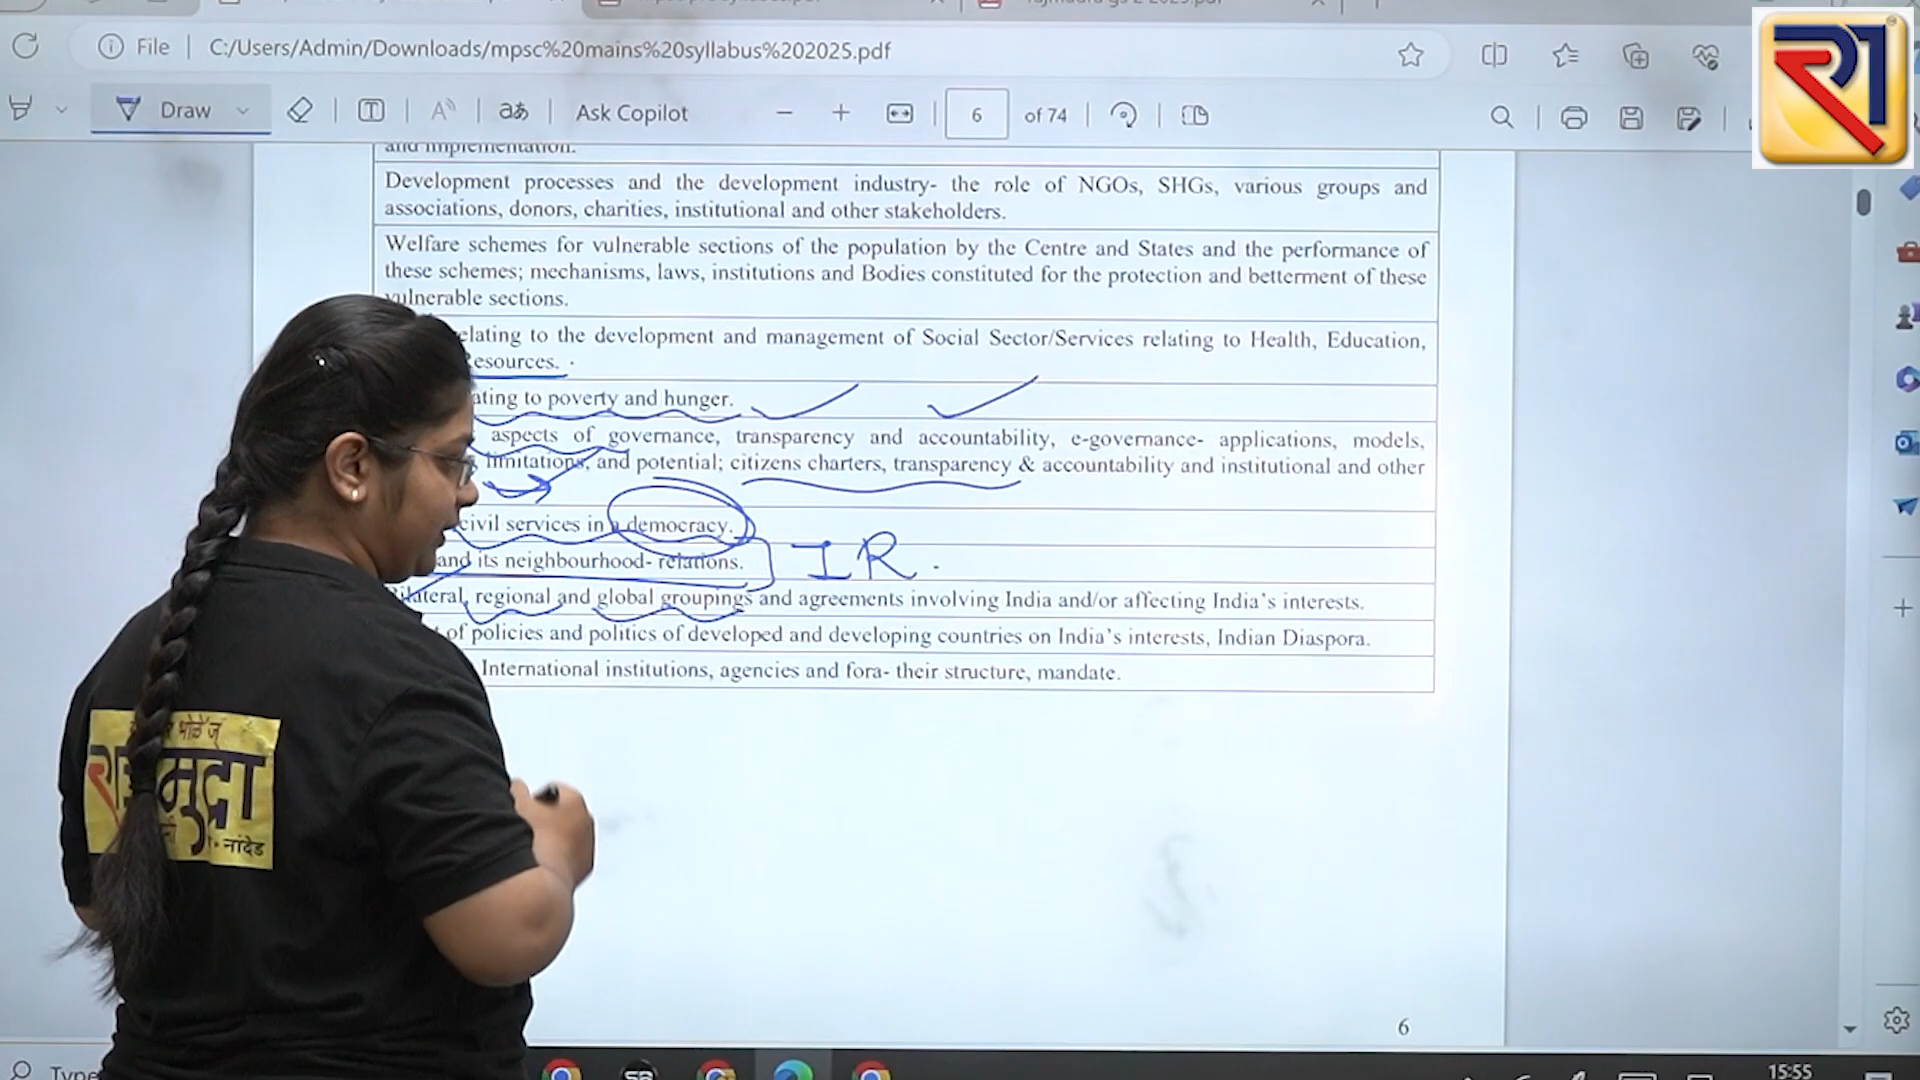 File C:/Users/Admin/Downloads/mpsc%20mains%20syllabus%202025.pdf
Draw Ask Copilot 6 of 74
and implementation.
Development processes and the development industry- the role of NGOs, SHGs, various groups and
associations, donors, charities, institutional and other stakeholders.
Welfare schemes for vulnerable sections of the population by the Centre and States and the performance of
these schemes; mechanisms, laws, institutions and Bodies constituted for the protection and betterment of these
vulnerable sections.
elating to the development and management of Social Sector/Services relating to Health, Education,
esources.
ating to poverty and hunger.
aspects of governance, transparency and accountability, e-governance- applications, models,
limitations, and potential; citizens charters, transparency & accountability and institutional and other
civil services in a democracy.
and its neighbourhood- relations.
IR.
Bilateral, regional and global groupings and agreements involving India and/or affecting India's interests.
of policies and politics of developed and developing countries on India's interests, Indian Diaspora.
International institutions, agencies and fora- their structure, mandate.
नांदेड
6
Type
15:55